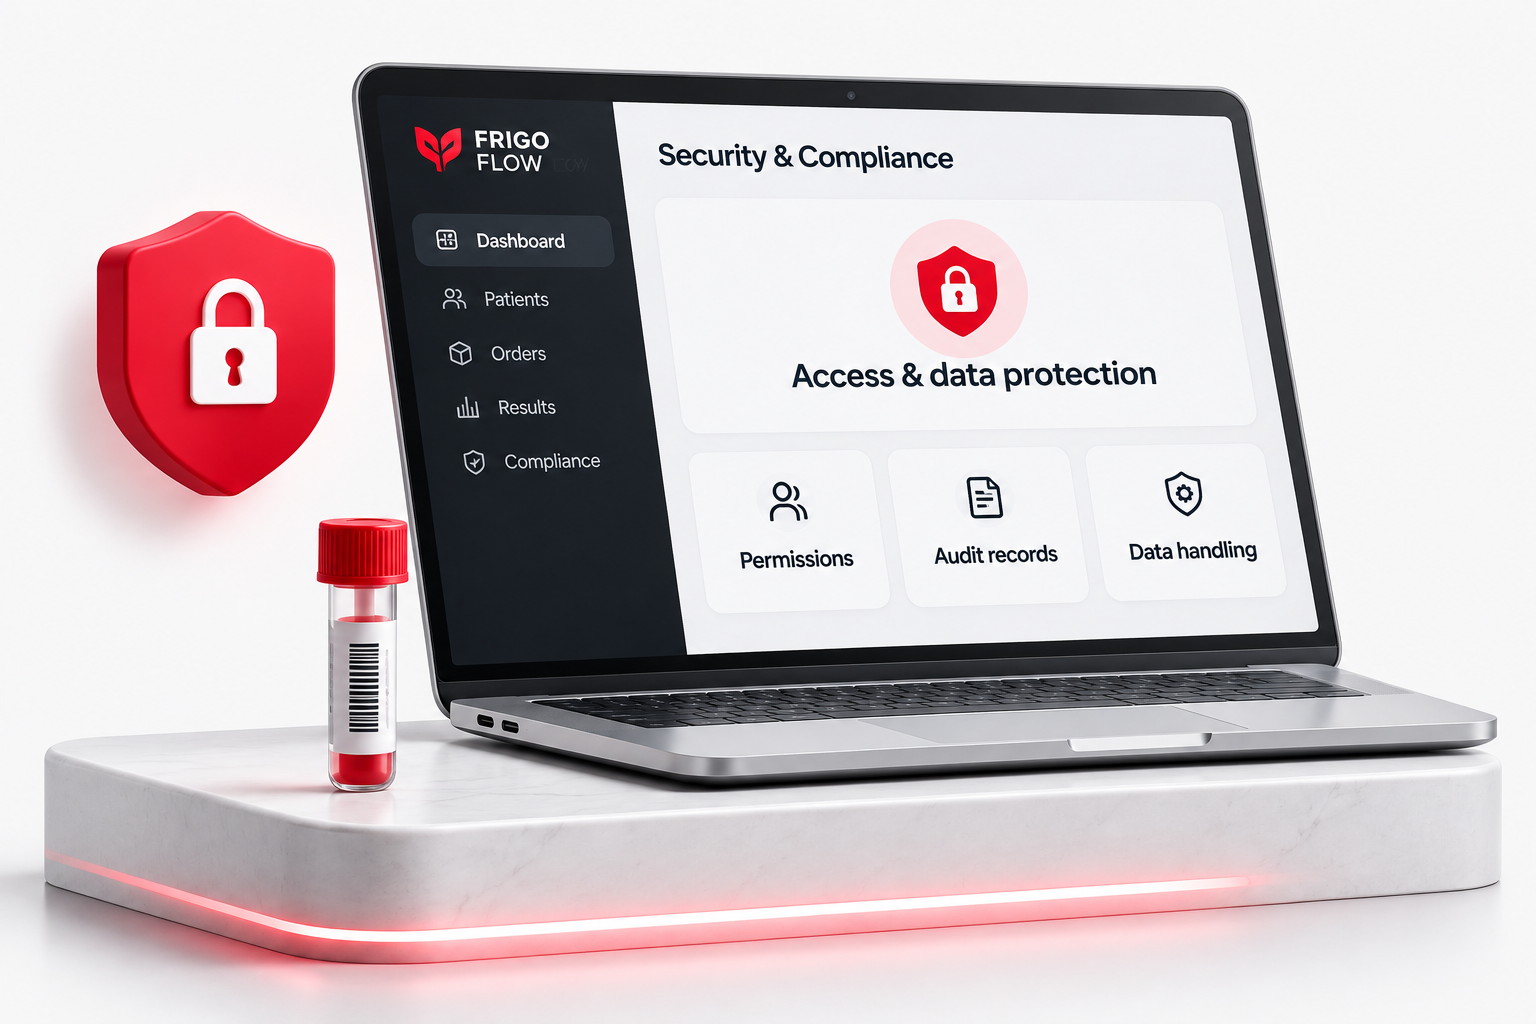 FRIGO
FLOW
Dashboard
Patients
Orders
Results
Compliance
Security & Compliance
Access & data protection
Permissions
Audit records
Data handling